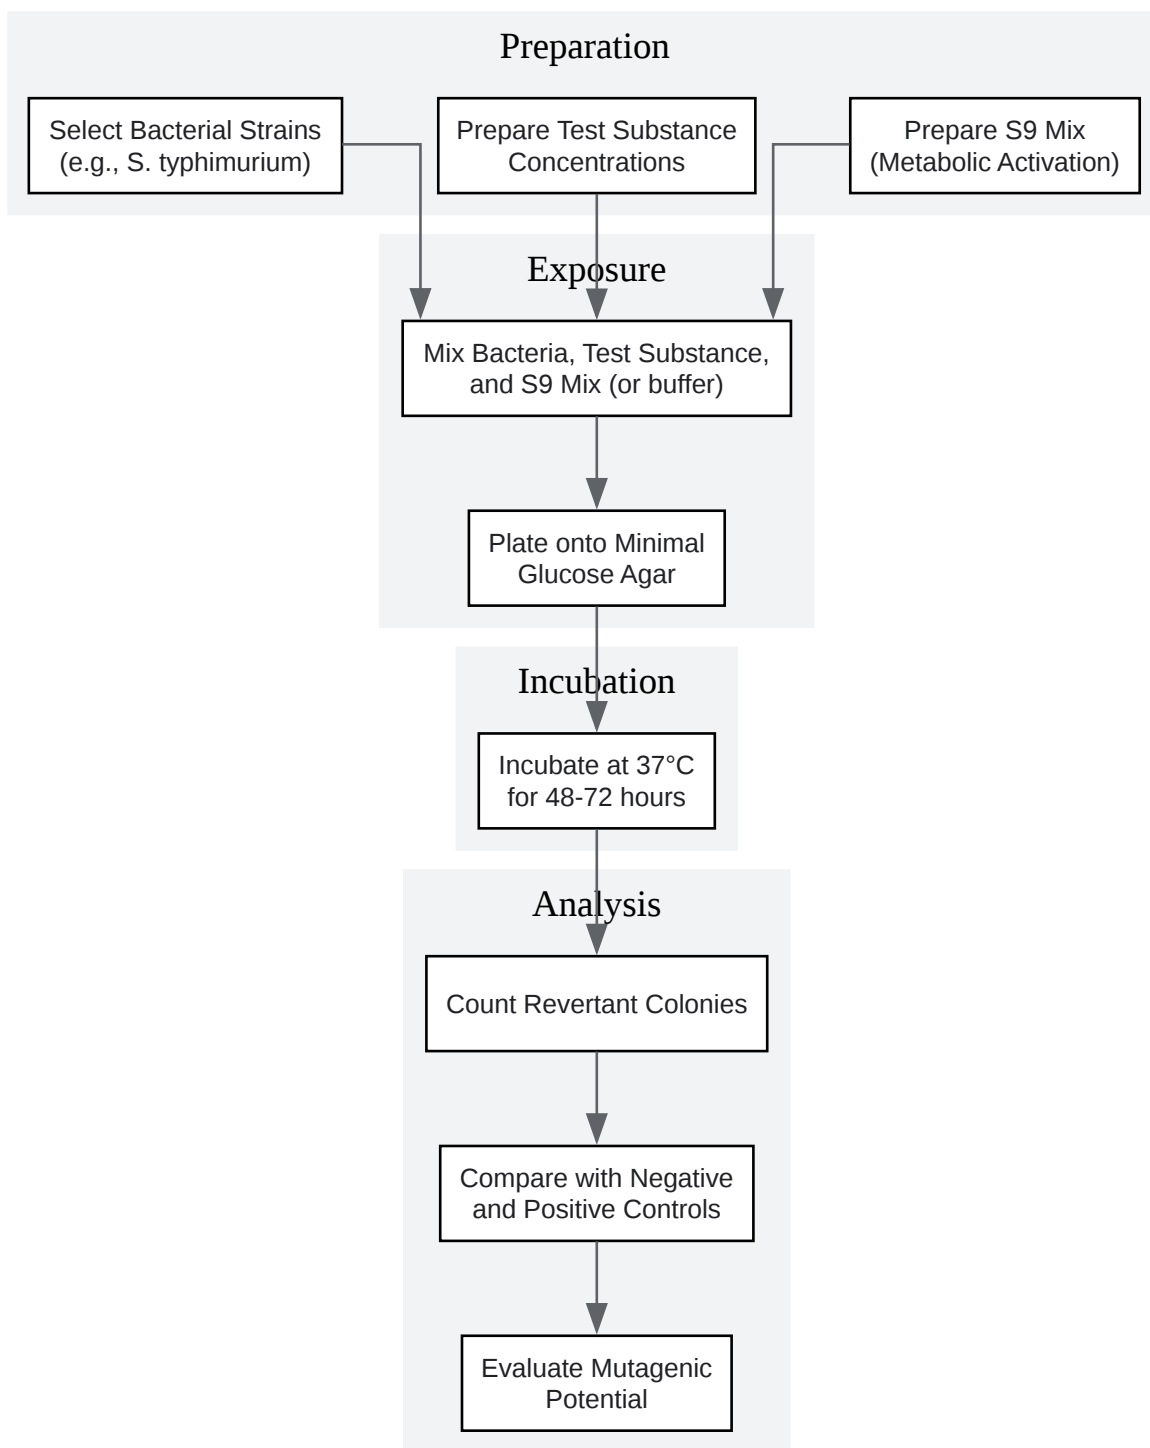 Preparation
Select Bacterial Strains
(e.g., S. typhimurium)
Prepare Test Substance
Concentrations
Prepare S9 Mix
(Metabolic Activation)
Exposure
Mix Bacteria, Test Substance,
and S9 Mix (or buffer)
Plate onto Minimal
Glucose Agar
Incubation
Incubate at 37°C
for 48-72 hours
Analysis
Count Revertant Colonies
Compare with Negative
and Positive Controls
Evaluate Mutagenic
Potential